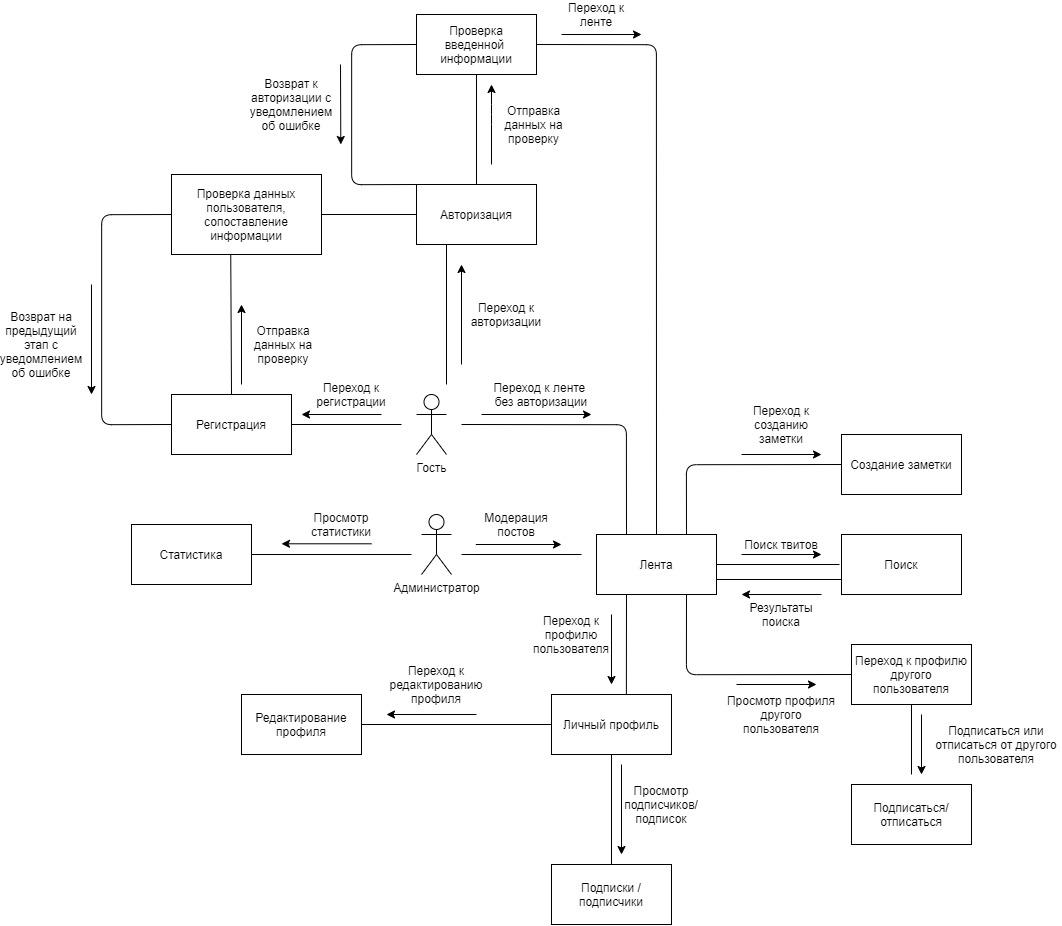 Переход к
ленте
Проверка
введенной
информации
Возврат к
авторизации с
уведомлением
об ошибке
Отправка
данных на
проверку
Проверка данных
пользователя,
сопоставление
информации
Авторизация
Возврат на
предыдущий
этап с
уведомлением
об ошибке
Отправка
данных на
проверку
Переход к
авторизации
Переход к
регистрации
Переход к ленте
без авторизации
Регистрация
Гость
Переход к
созданию
заметки
Создание заметки
Просмотр
статистики
Модерация
постов
Статистика
Администратор
Лента
Поиск твитов
Поиск
Результаты
поиска
Переход к
профилю
пользователя
Переход к профилю
другого
пользователя
Переход к
редактированию
профиля
Просмотр профиля
другого
пользователя
Редактирование
профиля
Личный профиль
Подписаться или
отписаться от другого
пользователя
Просмотр
подписчиков/
подписок
Подписаться/
отписаться
Подписки /
подписчики